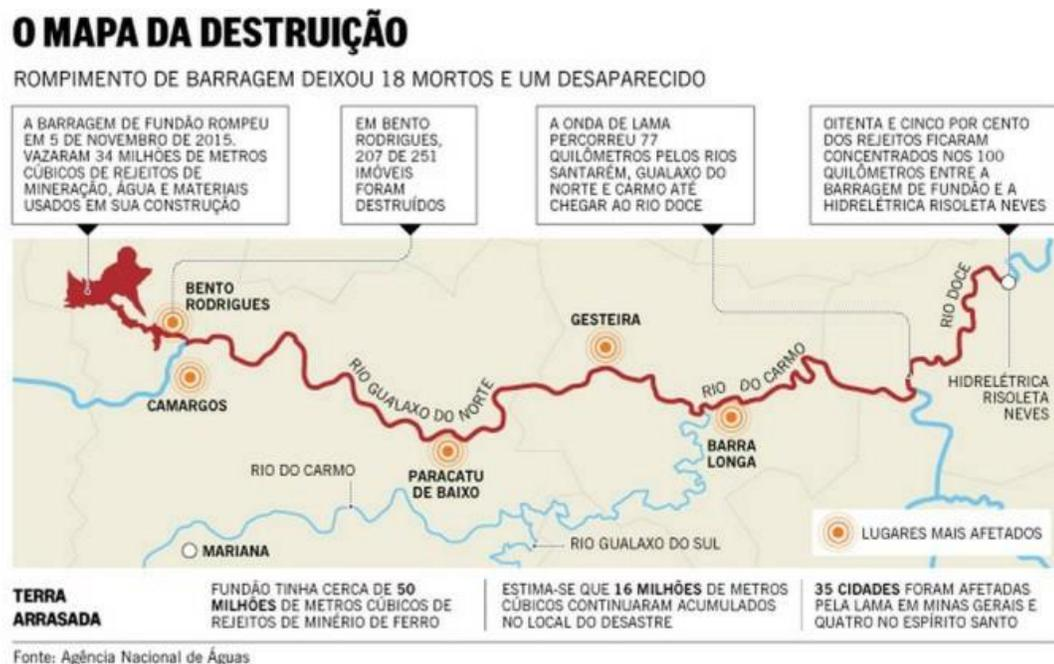 O MAPA DA DESTRUIÇÃO
ROMPIMENTO DE BARRAGEM DEIXOU 18 MORTOS E UM DESAPARECIDO
A BARRAGEM DE FUNDÃO ROMPEU
EM 5 DE NOVEMBRO DE 2015.
VAZARAM 34 MILHÕES DE METROS
CÚBICOS DE REJEITOS DE
MINERAÇÃO, ÁGUA E MATERIAIS
USADOS EM SUA CONSTRUÇÃO
EM BENTO
RODRIGUES,
207 DE 251
IMÓVEIS
FORAM
DESTRUÍDOS
A ONDA DE LAMA
PERCORREU 77
QUILÔMETROS PELOS RIOS
SANTARÉM, GUALAXO DO
NORTE E CARMO ATÉ
CHEGAR AO RIO DOCE
OITENTA E CINCO POR CENTO
DOS REJEITOS FICARAM
CONCENTRADOS NOS 100
QUILÔMETROS ENTRE A
BARRAGEM DE FUNDÃO E A
HIDRELÉTRICA RISOLETA NEVES
BENTO
RODRIGUES
CAMARGOS
RIO GUALAXO DO NORTE
PARACATU
DE BAIXO
GESTEIRA
RIO DO CARMO
BARRA
LONGA
RIO DOCE
HIDRELÉTRICA
RISOLETA
NEVES
RIO DO CARMO
MARIANA
RIO GUALAXO DO SUL
LUGARES MAIS AFETADOS
TERRA
ARRASADA
FUNDÃO TINHA CERCA DE 50
MILHÕES DE METROS CÚBICOS DE
REJEITOS DE MINÉRIO DE FERRO
ESTIMA-SE QUE 16 MILHÕES DE METROS
CÚBICOS CONTINUARAM ACUMULADOS
NO LOCAL DO DESASTRE
35 CIDADES FORAM AFETADAS
PELA LAMA EM MINAS GERAIS E
QUATRO NO ESPÍRITO SANTO
Fonte: Agência Nacional de Águas